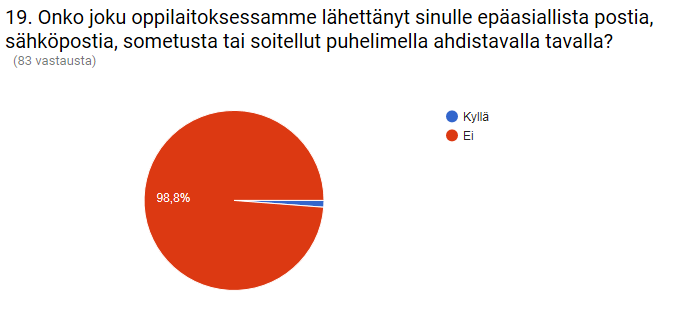 19. Onko joku oppilaitoksessamme lähettänyt sinulle epäasiallista postia,
sähköpostia, sometusta tai soitellut puhelimella ahdistavalla tavalla?
(83 vastausta)
Kyllä
Ei
98,8%